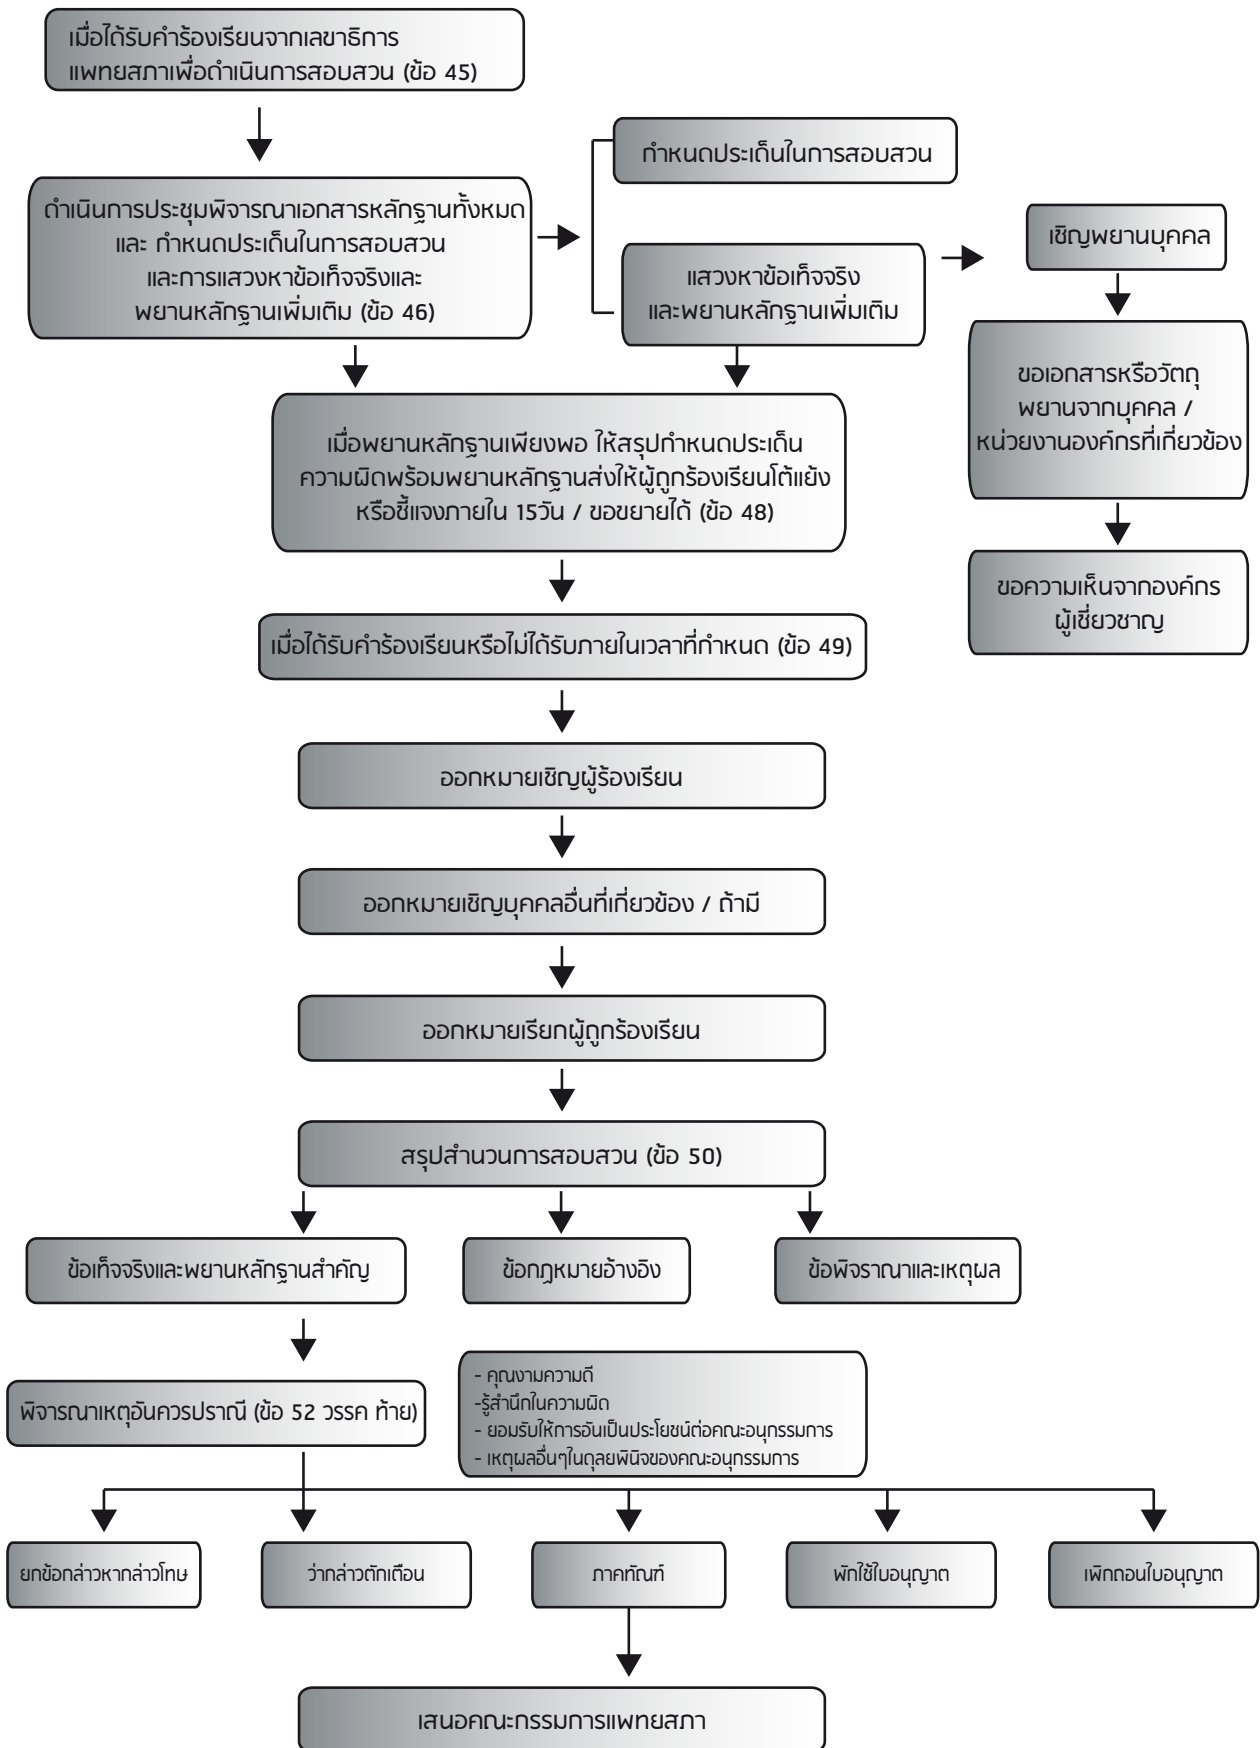 เมื่อได้รับคำร้องเรียนจากเลขาธิการ
แพทยสภาเพื่อดำเนินการสอบสวน (ข้อ 45)
กำหนดประเด็นในการสอบสวน
ดำเนินการประชุมพิจารณาเอกสารหลักฐานทั้งหมด
และ กำหนดประเด็นในการสอบสวน
และการแสวงหาข้อเท็จจริงและ
พยานหลักฐานเพิ่มเติม (ข้อ 46)
แสวงหาข้อเท็จจริง
และพยานหลักฐานเพิ่มเติม
เชิญพยานบุคคล
ขอเอกสารหรือวัตถุ
พยานจากบุคคล /
หน่วยงานองค์กรที่เกี่ยวข้อง
ขอความเห็นจากองค์กร
ผู้เชี่ยวชาญ
เมื่อพยานหลักฐานเพียงพอ ให้สรุปกำหนดประเด็น
ความผิดพร้อมพยานหลักฐานส่งให้ผู้ถูกร้องเรียนโต้แย้ง
หรือชี้แจงภายใน 15วัน / ขอขยายได้ (ข้อ 48)
เมื่อได้รับคำร้องเรียนหรือไม่ได้รับภายในเวลาที่กำหนด (ข้อ 49)
ออกหมายเชิญผู้ร้องเรียน
ออกหมายเชิญบุคคลอื่นที่เกี่ยวข้อง / ถ้ามี
ออกหมายเรียกผู้ถูกร้องเรียน
สรุปสำนวนการสอบสวน (ข้อ 50)
ข้อเท็จจริงและพยานหลักฐานสำคัญ
ข้อกฎหมายอ้างอิง
ข้อพิจราณาและเหตุผล
พิจารณาเหตุอันควรปราณี (ข้อ 52 วรรค ท้าย)
- คุณงามความดี
-รู้สำนึกในความผิด
- ยอมรับให้การอันเป็นประโยชน์ต่อคณะอนุกรรมการ
- เหตุผลอื่นๆในดุลยพินิจของคณะอนุกรรมการ
ยกข้อกล่าวหากล่าวโทษ
ว่ากล่าวตักเตือน
ภาคทัณฑ์
พักใช้ใบอนุญาต
เพิกถอนใบอนุญาต
เสนอคณะกรรมการแพทยสภา